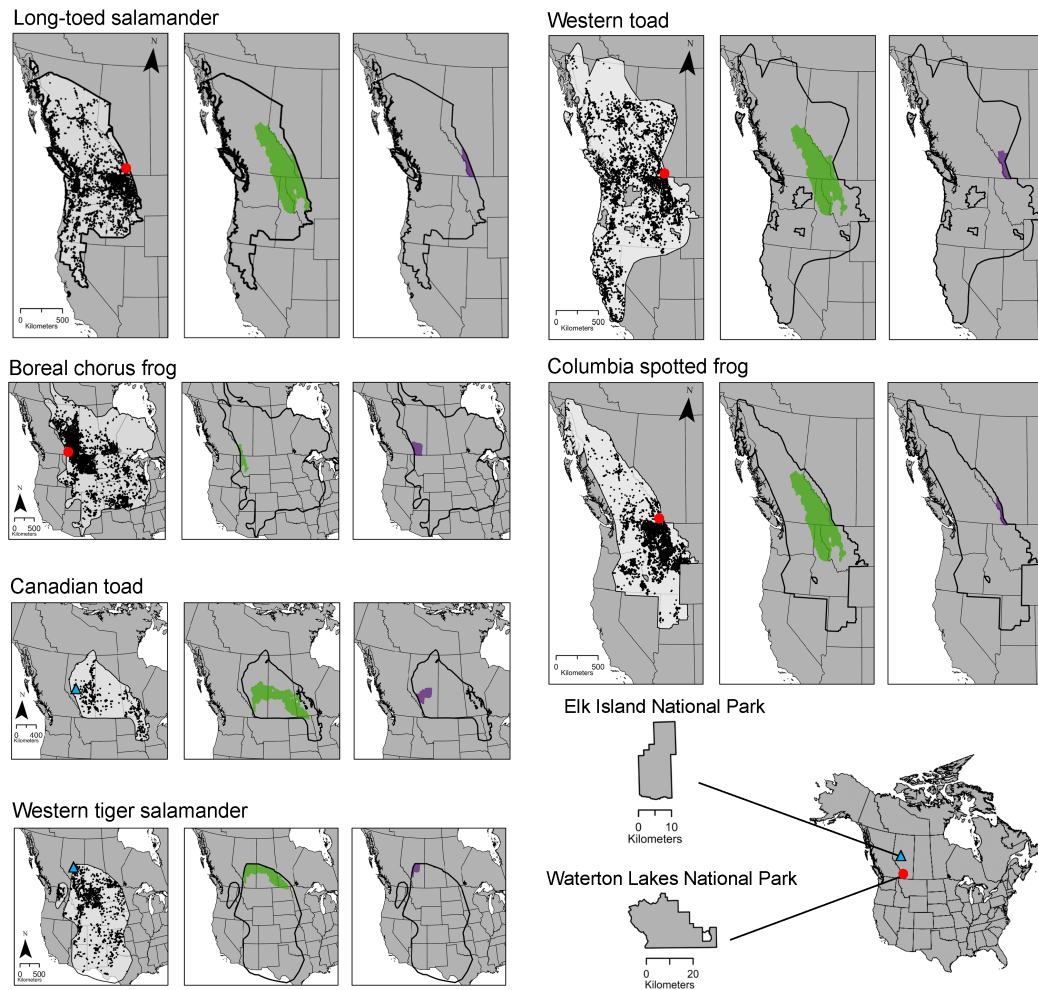 Long-toed salamander
N
0 500
Kilometers
Western toad
N
0 500
Kilometers
Boreal chorus frog
N
0 500
Kilometers
Columbia spotted frog
N
0 500
Kilometers
Canadian toad
N
0 400
Kilometers
Western tiger salamander
N
0 500
Kilometers
Elk Island National Park
0 10
Kilometers
Waterton Lakes National Park
0 20
Kilometers